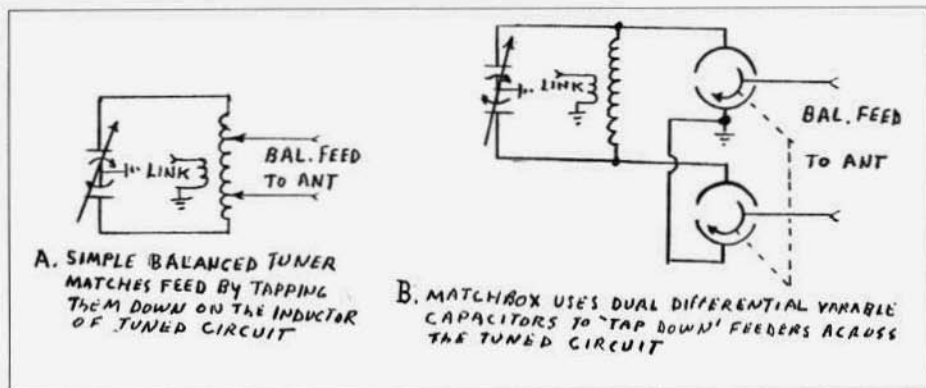 LINK
BAL. FEED
TO ANT
A. SIMPLE BALANCED TUNER
MATCHES FEED BY TAPPING
THEM DOWN ON THE INDUCTOR
OF TUNED CIRCUIT
LINK
BAL. FEED
TO ANT
B. MATCHBOX USES DUAL DIFFERENTIAL VARABLE
CAPACITORS TO 'TAP DOWN' FEEDERS ACROSS
THE TUNED CIRCUIT